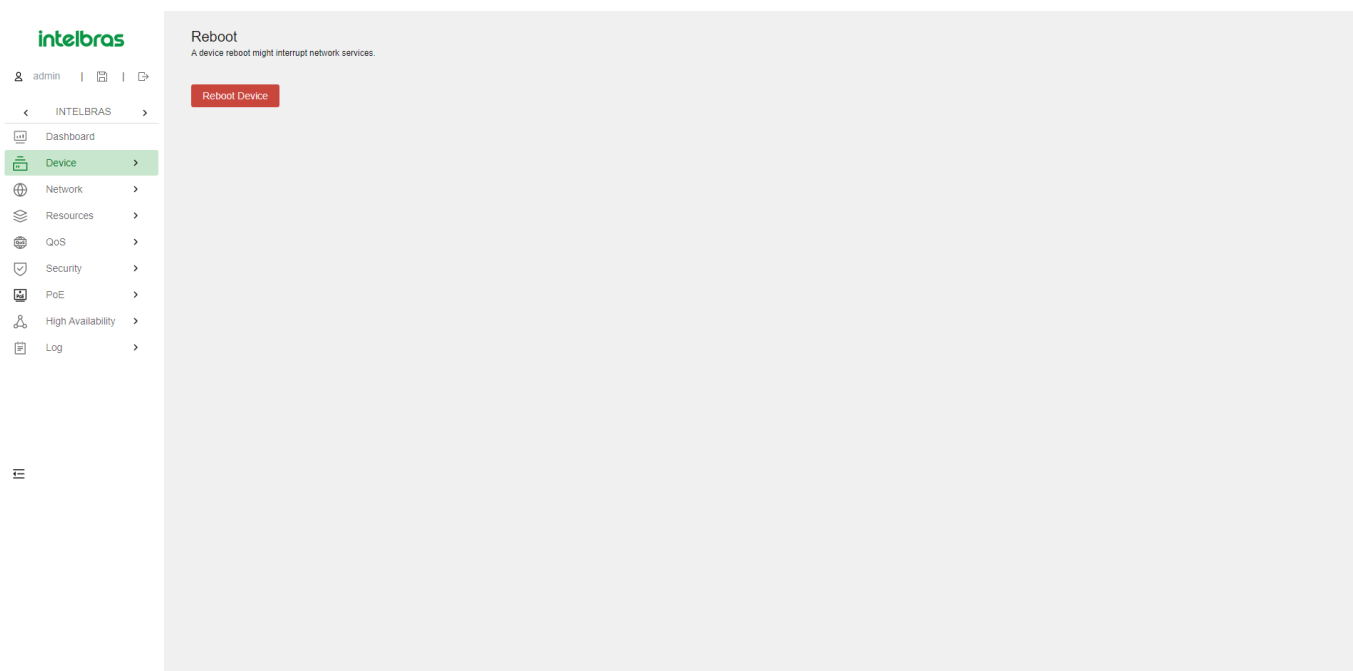 intelbras
admin | |
INTELBRAS
Dashboard
Device
Network
Resources
QoS
Security
PoE
High Availability
Log
Reboot
A device reboot might interrupt network services.
Reboot Device